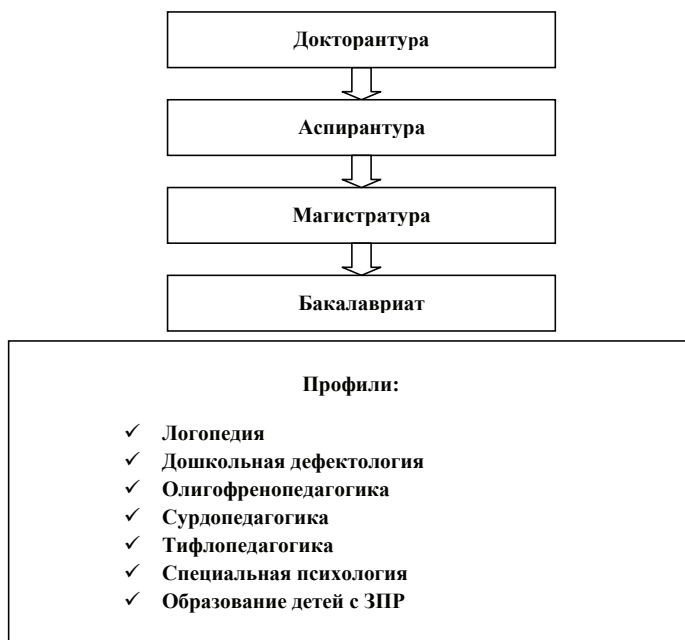 Докторантура
Аспирантура
Магистратура
Бакалавриат
Профили:
✓ Логопедия
✓ Дошкольная дефектология
✓ Олигофренопедагогика
✓ Сурдопедагогика
✓ Тифлопедагогика
✓ Специальная психология
✓ Образование детей с ЗПР